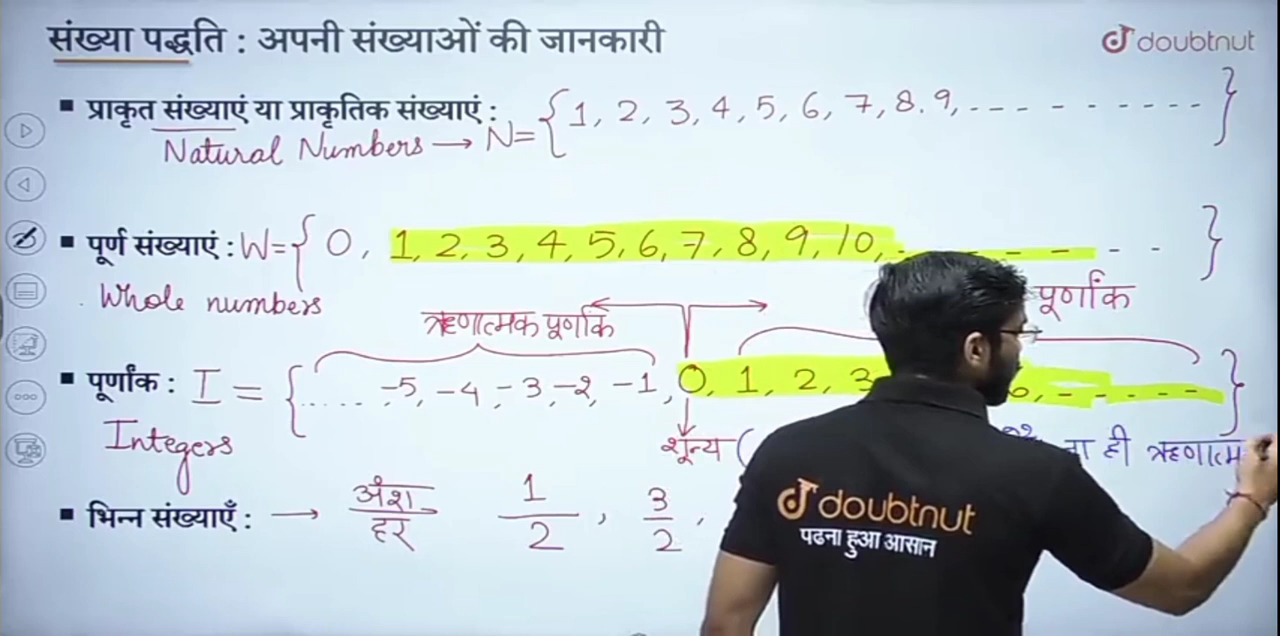 संख्या पद्धति : अपनी संख्याओं की जानकारी
doubtnut
▪ प्राकृत संख्याएं या प्राकृतिक संख्याएं : N= { 1, 2, 3, 4, 5, 6, 7, 8. 9, - - - - - - - - - - }
Natural Numbers →
▪ पूर्ण संख्याएं : W= { 0, 1, 2, 3, 4, 5, 6, 7, 8, 9, 10, - - - - - - - }
Whole numbers
ऋणात्मक पूर्णांक
पूर्णांक
▪ पूर्णांक : I = { ..... -5, -4, -3, -2, -1, 0, 1, 2, 3 6, - - - - - }
Integers
शून्य ( ही ऋणात्म
▪ भिन्न संख्याएँ : → अंश/हर 1/2, 3/2,
doubtnut
पढना हुआ आसान